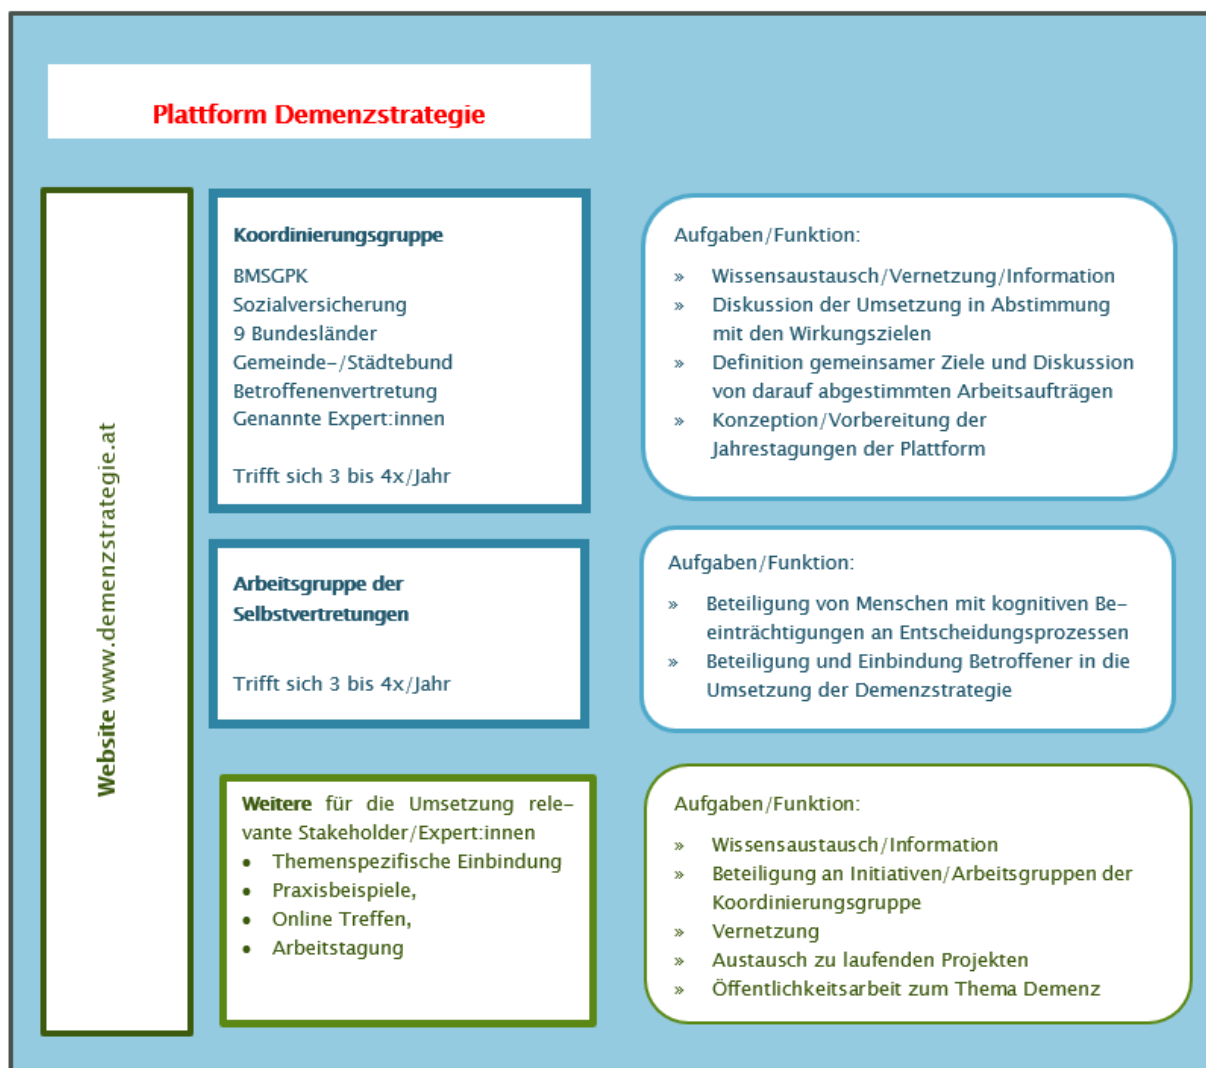 Plattform Demenzstrategie
Website www.demenzstrategie.at
Koordinierungsgruppe
BMSGPK
Sozialversicherung
9 Bundesländer
Gemeinde-/Städtebund
Betroffenenvertretung
Genannte Expert:innen
Trifft sich 3 bis 4x/Jahr
Aufgaben/Funktion:
» Wissensaustausch/Vernetzung/Information
» Diskussion der Umsetzung in Abstimmung
mit den Wirkungszielen
» Definition gemeinsamer Ziele und Diskussion
von darauf abgestimmten Arbeitsaufträgen
» Konzeption/Vorbereitung der
Jahrestagungen der Plattform
Arbeitsgruppe der
Selbstvertretungen
Trifft sich 3 bis 4x/Jahr
Aufgaben/Funktion:
» Beteiligung von Menschen mit kognitiven Be-
einträchtigungen an Entscheidungsprozessen
» Beteiligung und Einbindung Betroffener in die
Umsetzung der Demenzstrategie
Weitere für die Umsetzung rele-
vante Stakeholder/Expert:innen
• Themenspezifische Einbindung
• Praxisbeispiele,
• Online Treffen,
• Arbeitstagung
Aufgaben/Funktion:
» Wissensaustausch/Information
» Beteiligung an Initiativen/Arbeitsgruppen der
Koordinierungsgruppe
» Vernetzung
» Austausch zu laufenden Projekten
» Öffentlichkeitsarbeit zum Thema Demenz